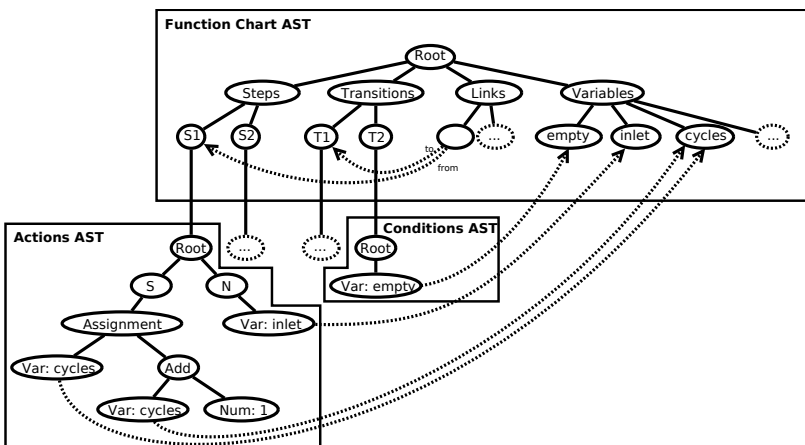 Function Chart AST
Root
Steps Transitions Links Variables
S1 S2 T1 T2 ... empty inlet cycles ...
to
from
Actions AST
Conditions AST
Root ... ... Root
S N Var: empty
Assignment Var: inlet
Var: cycles Add
Var: cycles Num: 1